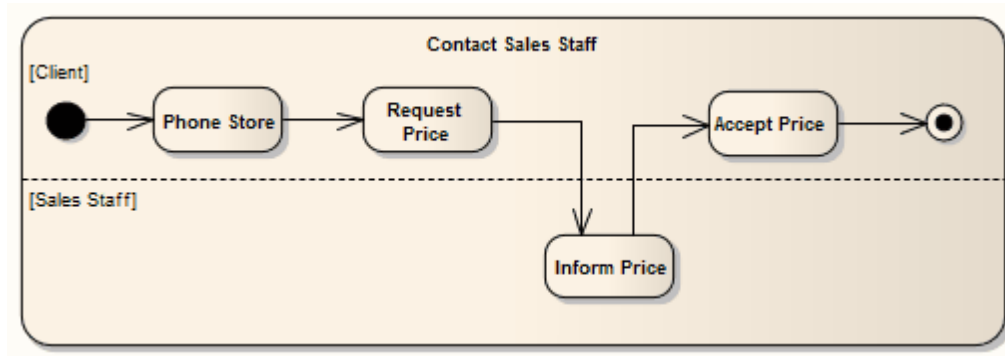 Contact Sales Staff
[Client]
Phone Store
Request
Price
Accept Price
[Sales Staff]
Inform Price